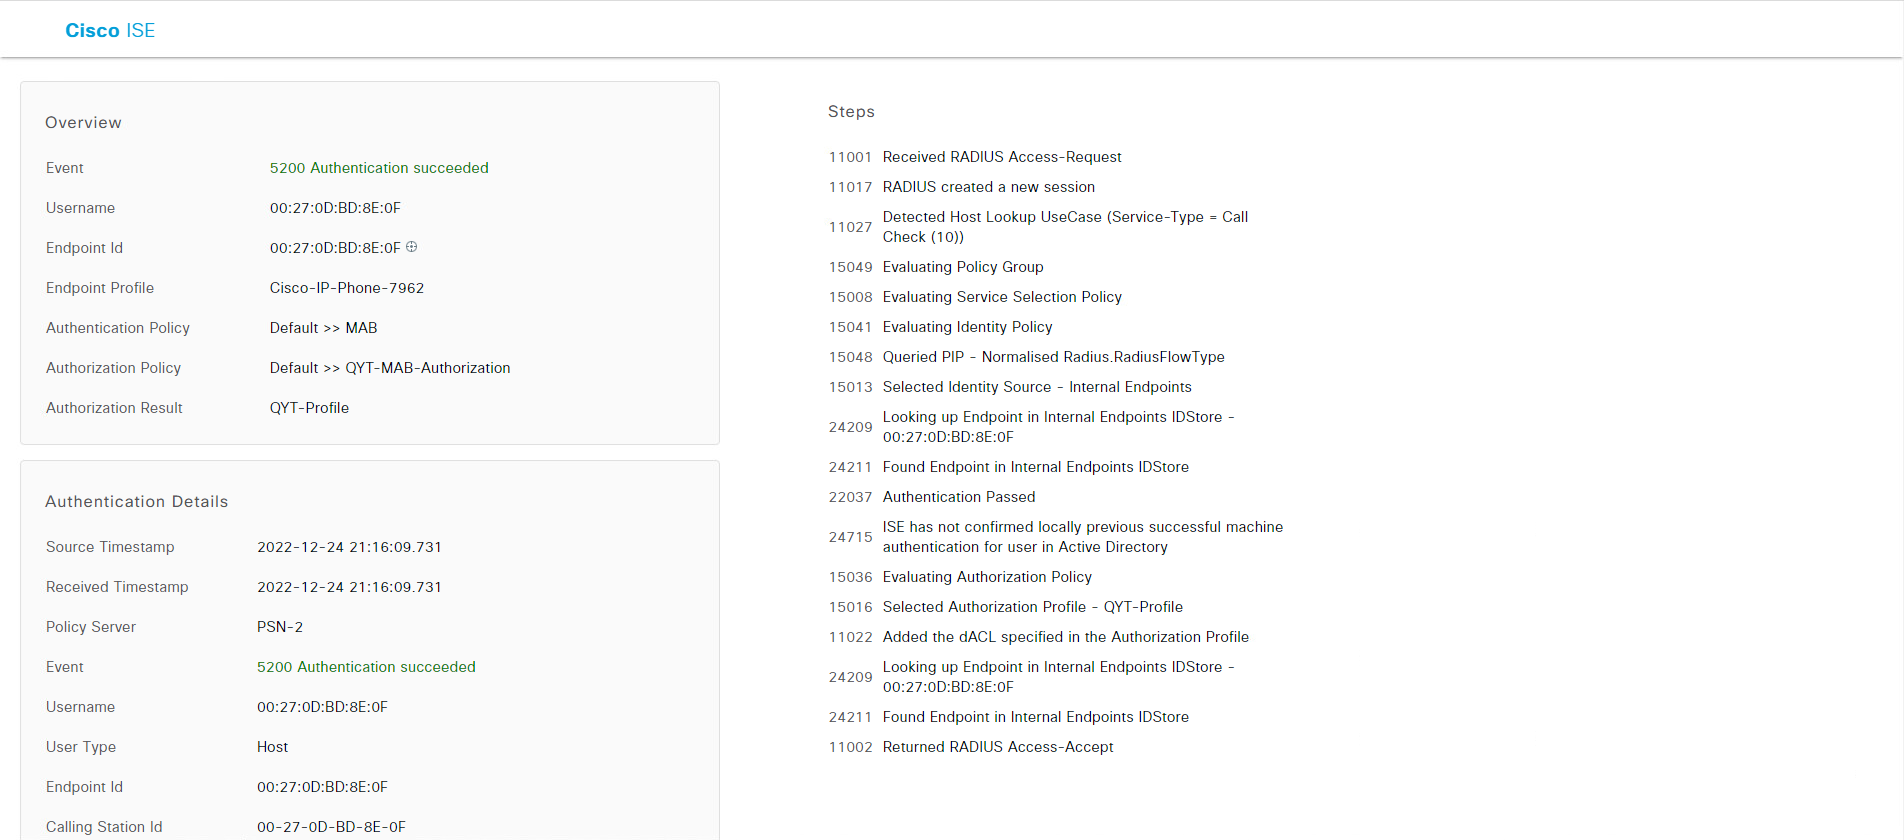 Cisco ISE
Overview
Event 5200 Authentication succeeded
Username 00:27:0D:BD:8E:0F
Endpoint Id 00:27:0D:BD:8E:0F
Endpoint Profile Cisco-IP-Phone-7962
Authentication Policy Default >> MAB
Authorization Policy Default >> QYT-MAB-Authorization
Authorization Result QYT-Profile
Authentication Details
Source Timestamp 2022-12-24 21:16:09.731
Received Timestamp 2022-12-24 21:16:09.731
Policy Server PSN-2
Event 5200 Authentication succeeded
Username 00:27:0D:BD:8E:0F
User Type Host
Endpoint Id 00:27:0D:BD:8E:0F
Calling Station Id 00-27-0D-BD-8E-0F
Steps
11001 Received RADIUS Access-Request
11017 RADIUS created a new session
11027 Detected Host Lookup UseCase (Service-Type = Call
Check (10))
15049 Evaluating Policy Group
15008 Evaluating Service Selection Policy
15041 Evaluating Identity Policy
15048 Queried PIP - Normalised Radius.RadiusFlowType
15013 Selected Identity Source - Internal Endpoints
24209 Looking up Endpoint in Internal Endpoints IDStore -
00:27:0D:BD:8E:0F
24211 Found Endpoint in Internal Endpoints IDStore
22037 Authentication Passed
24715 ISE has not confirmed locally previous successful machine
authentication for user in Active Directory
15036 Evaluating Authorization Policy
15016 Selected Authorization Profile - QYT-Profile
11022 Added the dACL specified in the Authorization Profile
24209 Looking up Endpoint in Internal Endpoints IDStore -
00:27:0D:BD:8E:0F
24211 Found Endpoint in Internal Endpoints IDStore
11002 Returned RADIUS Access-Accept